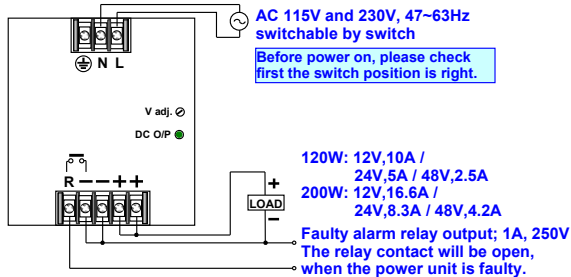 AC 115V and 230V, 47~63Hz
switchable by switch
Before power on, please check
first the switch position is right.
N L
V adj.
DC O/P
R − − + +
120W: 12V,10A /
24V,5A / 48V,2.5A
200W: 12V,16.6A /
24V,8.3A / 48V,4.2A
+
LOAD
−
Faulty alarm relay output; 1A, 250V
The relay contact will be open,
when the power unit is faulty.